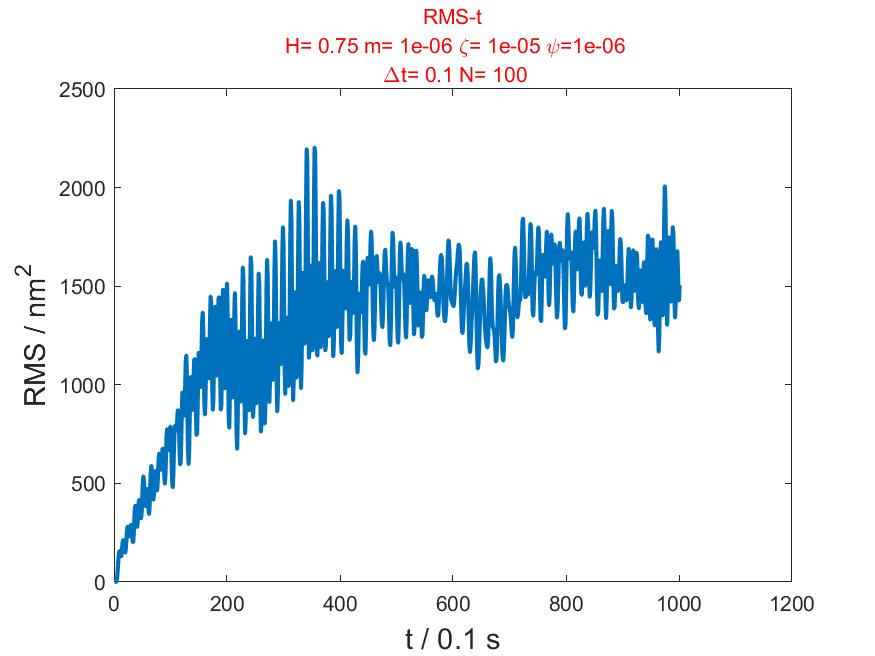 RMS-t
H= 0.75 m= 1e-06 ζ= 1e-05 ψ=1e-06
Δt= 0.1 N= 100
2500
2000
1500
1000
500
0
RMS / nm²
0 200 400 600 800 1000 1200
t / 0.1 s